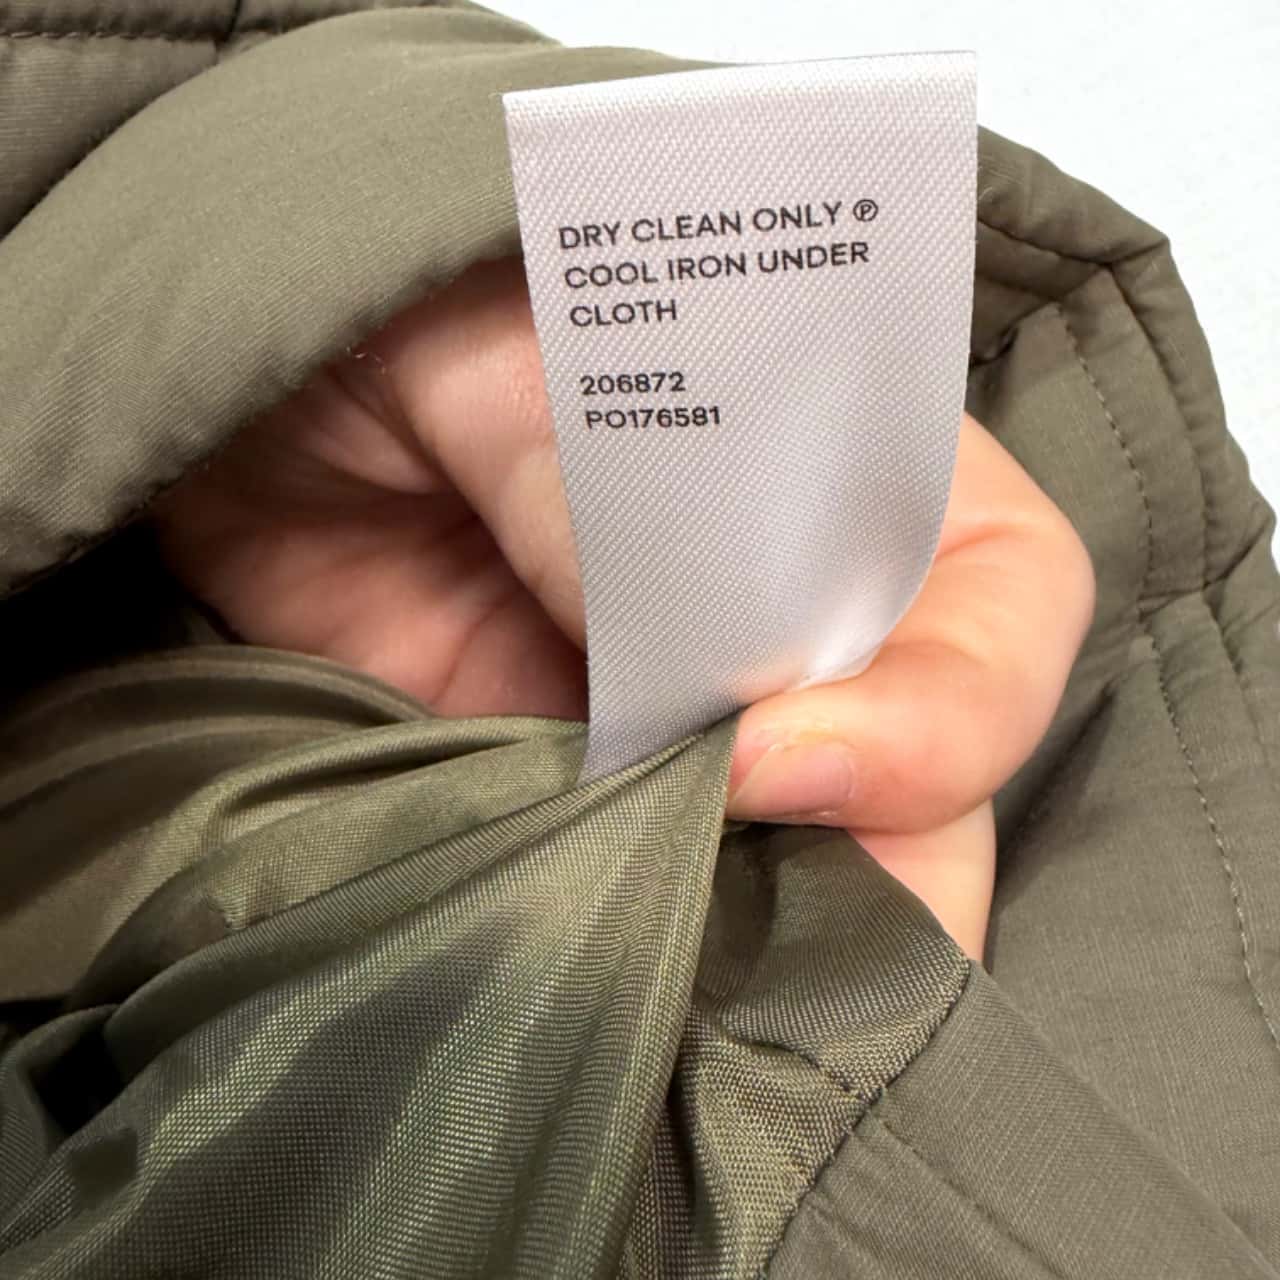 DRY CLEAN ONLY Ⓟ
COOL IRON UNDER
CLOTH
206872
PO176581